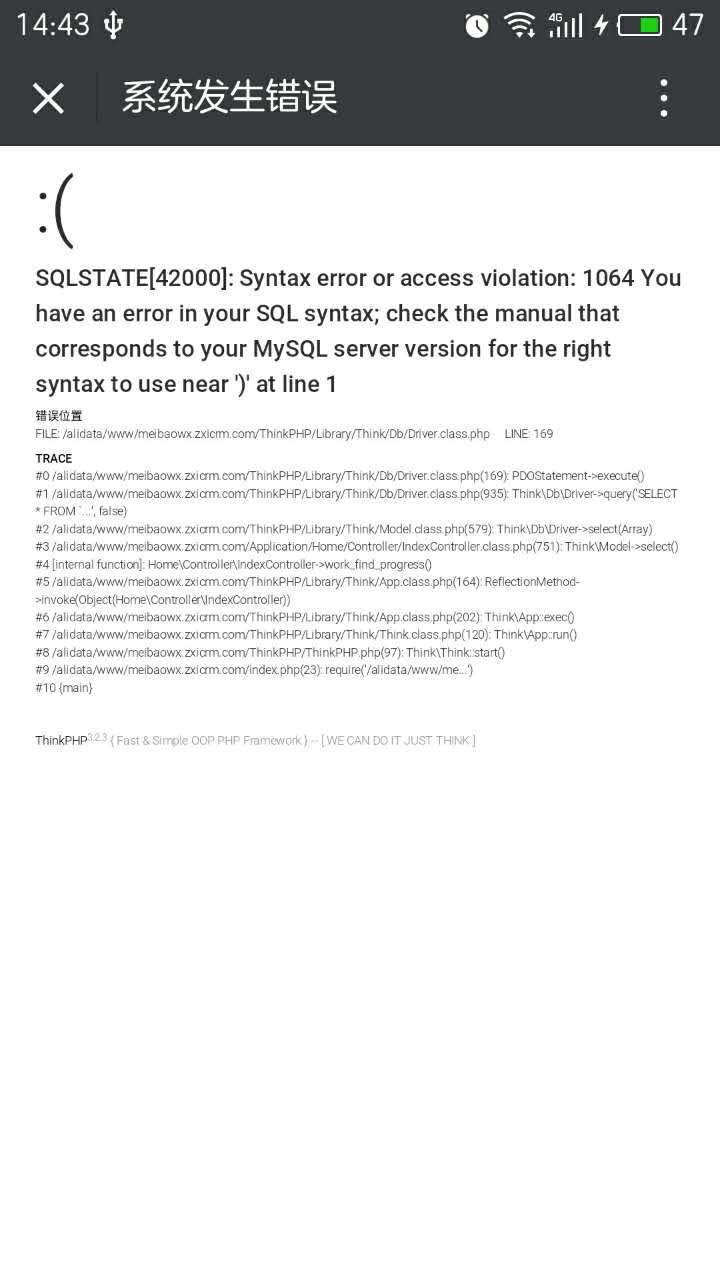 14:43
4G
47
系统发生错误
:(
SQLSTATE[42000]: Syntax error or access violation: 1064 You
have an error in your SQL syntax; check the manual that
corresponds to your MySQL server version for the right
syntax to use near ')' at line 1
错误位置
FILE: /alidata/www/meibaowx.zxicrm.com/ThinkPHP/Library/Think/Db/Driver.class.php LINE: 169
TRACE
#0 /alidata/www/meibaowx.zxicrm.com/ThinkPHP/Library/Think/Db/Driver.class.php(169): PDOStatement->execute()
#1 /alidata/www/meibaowx.zxicrm.com/ThinkPHP/Library/Think/Db/Driver.class.php(935): Think\Db\Driver->query('SELECT
* FROM `...', false)
#2 /alidata/www/meibaowx.zxicrm.com/ThinkPHP/Library/Think/Model.class.php(579): Think\Db\Driver->select(Array)
#3 /alidata/www/meibaowx.zxicrm.com/Application/Home/Controller/IndexController.class.php(751): Think\Model->select()
#4 [internal function]: Home\Controller\IndexController->work_find_progress()
#5 /alidata/www/meibaowx.zxicrm.com/ThinkPHP/Library/Think/App.class.php(164): ReflectionMethod-
>invoke(Object(Home\Controller\IndexController))
#6 /alidata/www/meibaowx.zxicrm.com/ThinkPHP/Library/Think/App.class.php(202): Think\App::exec()
#7 /alidata/www/meibaowx.zxicrm.com/ThinkPHP/Library/Think/Think.class.php(120): Think\App::run()
#8 /alidata/www/meibaowx.zxicrm.com/ThinkPHP/ThinkPHP.php(97): Think\Think::start()
#9 /alidata/www/meibaowx.zxicrm.com/index.php(23): require('/alidata/www/me...')
#10 {main}
ThinkPHP3.2.3 { Fast & Simple OOP PHP Framework } -- [ WE CAN DO IT JUST THINK ]